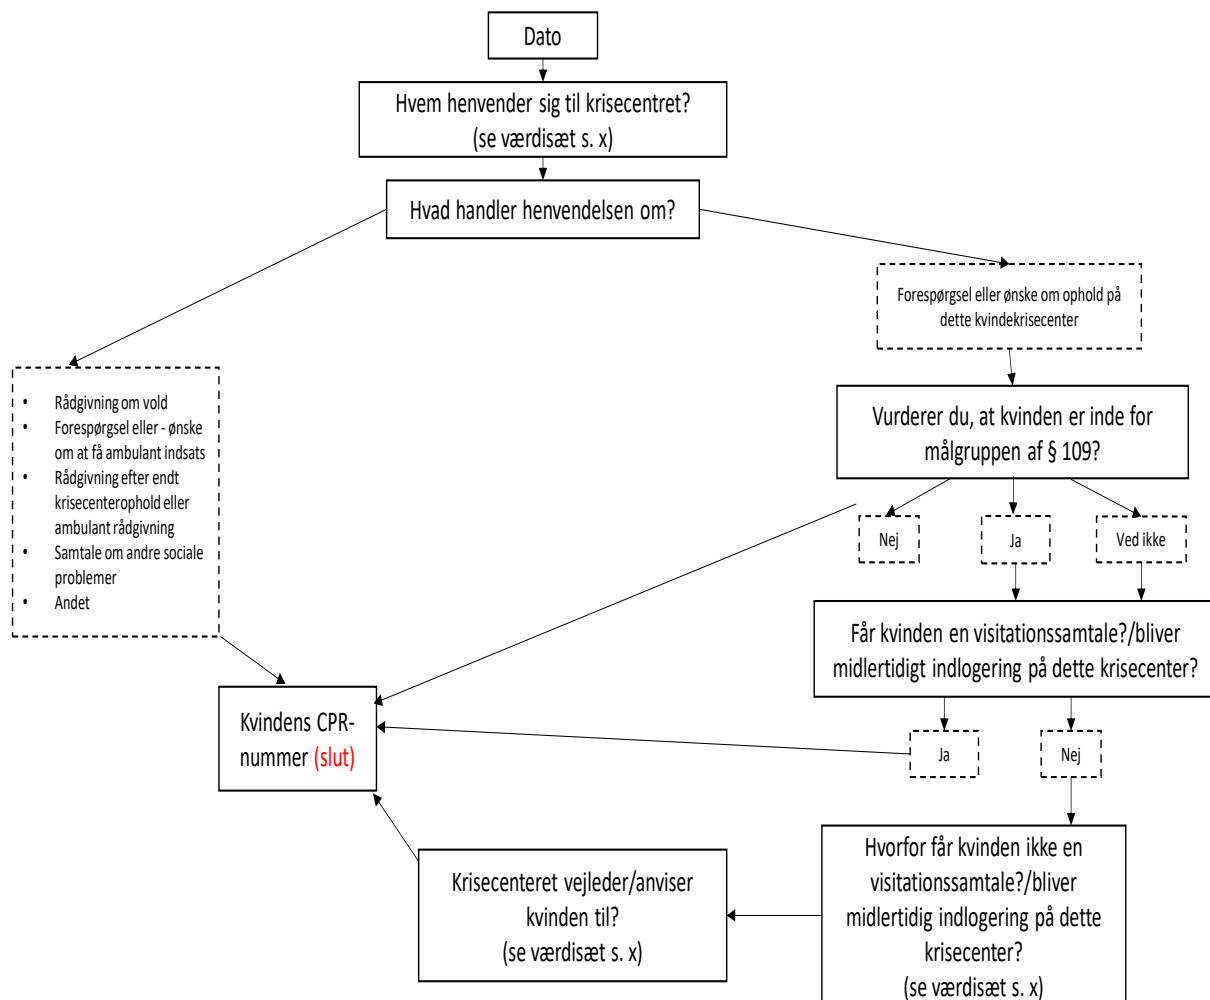 Dato
Hvem henvender sig til krisecentret?
(se værdisæt s. x)
Hvad handler henvendelsen om?
Forespørgsel eller ønske om ophold på
dette kvindekrisecenter
• Rådgivning om vold
• Forespørgsel eller - ønske
om at få ambulant indsats
• Rådgivning efter endt
krisecenterophold eller
ambulant rådgivning
• Samtale om andre sociale
problemer
• Andet
Vurderer du, at kvinden er inde for
målgruppen af § 109?
Nej
Ja
Ved ikke
Får kvinden en visitationssamtale?/bliver
midlertidigt indlogering på dette krisecenter?
Ja
Nej
Kvindens CPR-
nummer (slut)
Hvorfor får kvinden ikke en
visitationssamtale?/bliver
midlertidig indlogering på dette
krisecenter?
(se værdisæt s. x)
Krisecenteret vejleder/anviser
kvinden til?
(se værdisæt s. x)